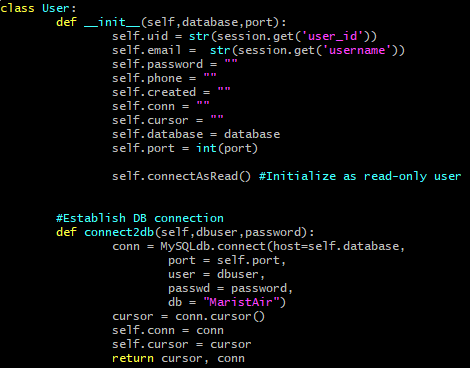 class User:
        def __init__(self,database,port):
                self.uid = str(session.get('user_id'))
                self.email =  str(session.get('username'))
                self.password = ""
                self.phone = ""
                self.created = ""
                self.conn = ""
                self.cursor = ""
                self.database = database
                self.port = int(port)

                self.connectAsRead() #Initialize as read-only user


        #Establish DB connection
        def connect2db(self,dbuser,password):
                conn = MySQLdb.connect(host=self.database,
                        port = self.port,
                        user = dbuser,
                        passwd = password,
                        db = "MaristAir")
                cursor = conn.cursor()
                self.conn = conn
                self.cursor = cursor
                return cursor, conn